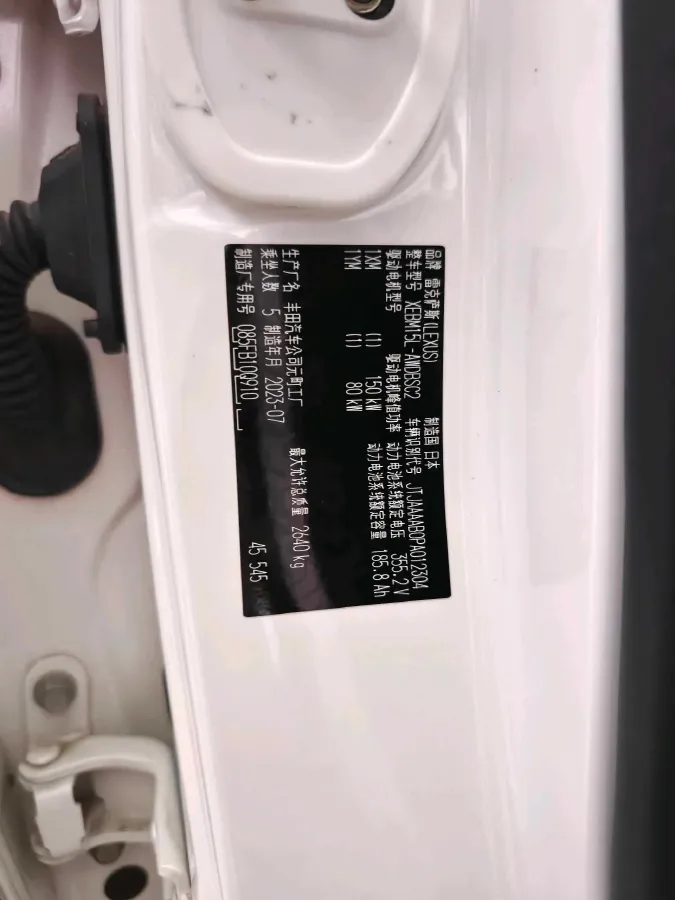 品牌 雷克萨斯(LEXUS) 制造国 日本
整车型号 XEBM15L-AWDBSC2 车辆识别代号 JTJAAAAB0PA012304
驱动电机型号 驱动电机峰值功率 动力电池系统额定电压 355.2 V
1XM (1) 150 kW 动力电池系统额定容量 185.8 Ah
1YM (1) 80 kW
生产厂名 丰田汽车公司元町工厂 最大允许总质量 2640 kg
乘坐人数 5 制造年月 2023-07
制造厂专用号 085FB10Q910 45 545